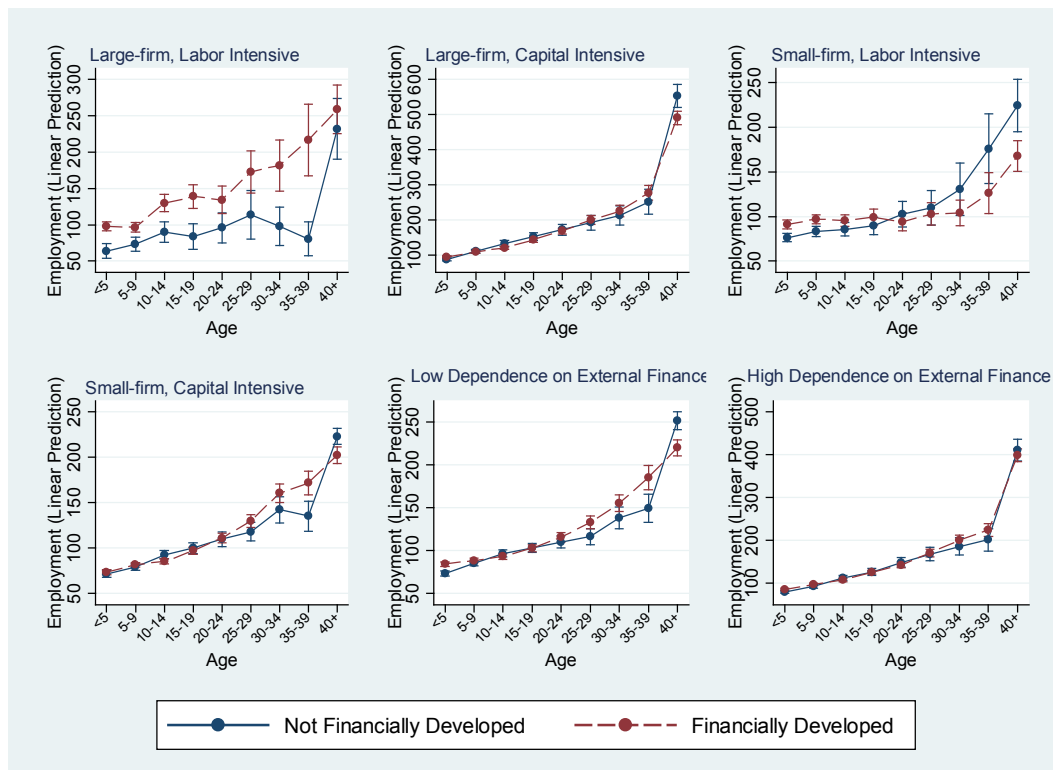 Large-firm, Labor Intensive
Employment (Linear Prediction)
50 100 150 200 250 300
<5 5-9 10-14 15-19 20-24 25-29 30-34 35-39 40+
Age
Large-firm, Capital Intensive
Employment (Linear Prediction)
100 200 300 400 500 600
<5 5-9 10-14 15-19 20-24 25-29 30-34 35-39 40+
Age
Small-firm, Labor Intensive
Employment (Linear Prediction)
50 100 150 200 250
<5 5-9 10-14 15-19 20-24 25-29 30-34 35-39 40+
Age
Small-firm, Capital Intensive
Employment (Linear Prediction)
50 100 150 200 250
<5 5-9 10-14 15-19 20-24 25-29 30-34 35-39 40+
Age
Low Dependence on External Finance
Employment (Linear Prediction)
50 100 150 200 250
<5 5-9 10-14 15-19 20-24 25-29 30-34 35-39 40+
Age
High Dependence on External Finance
Employment (Linear Prediction)
100 200 300 400 500
<5 5-9 10-14 15-19 20-24 25-29 30-34 35-39 40+
Age
Not Financially Developed
Financially Developed